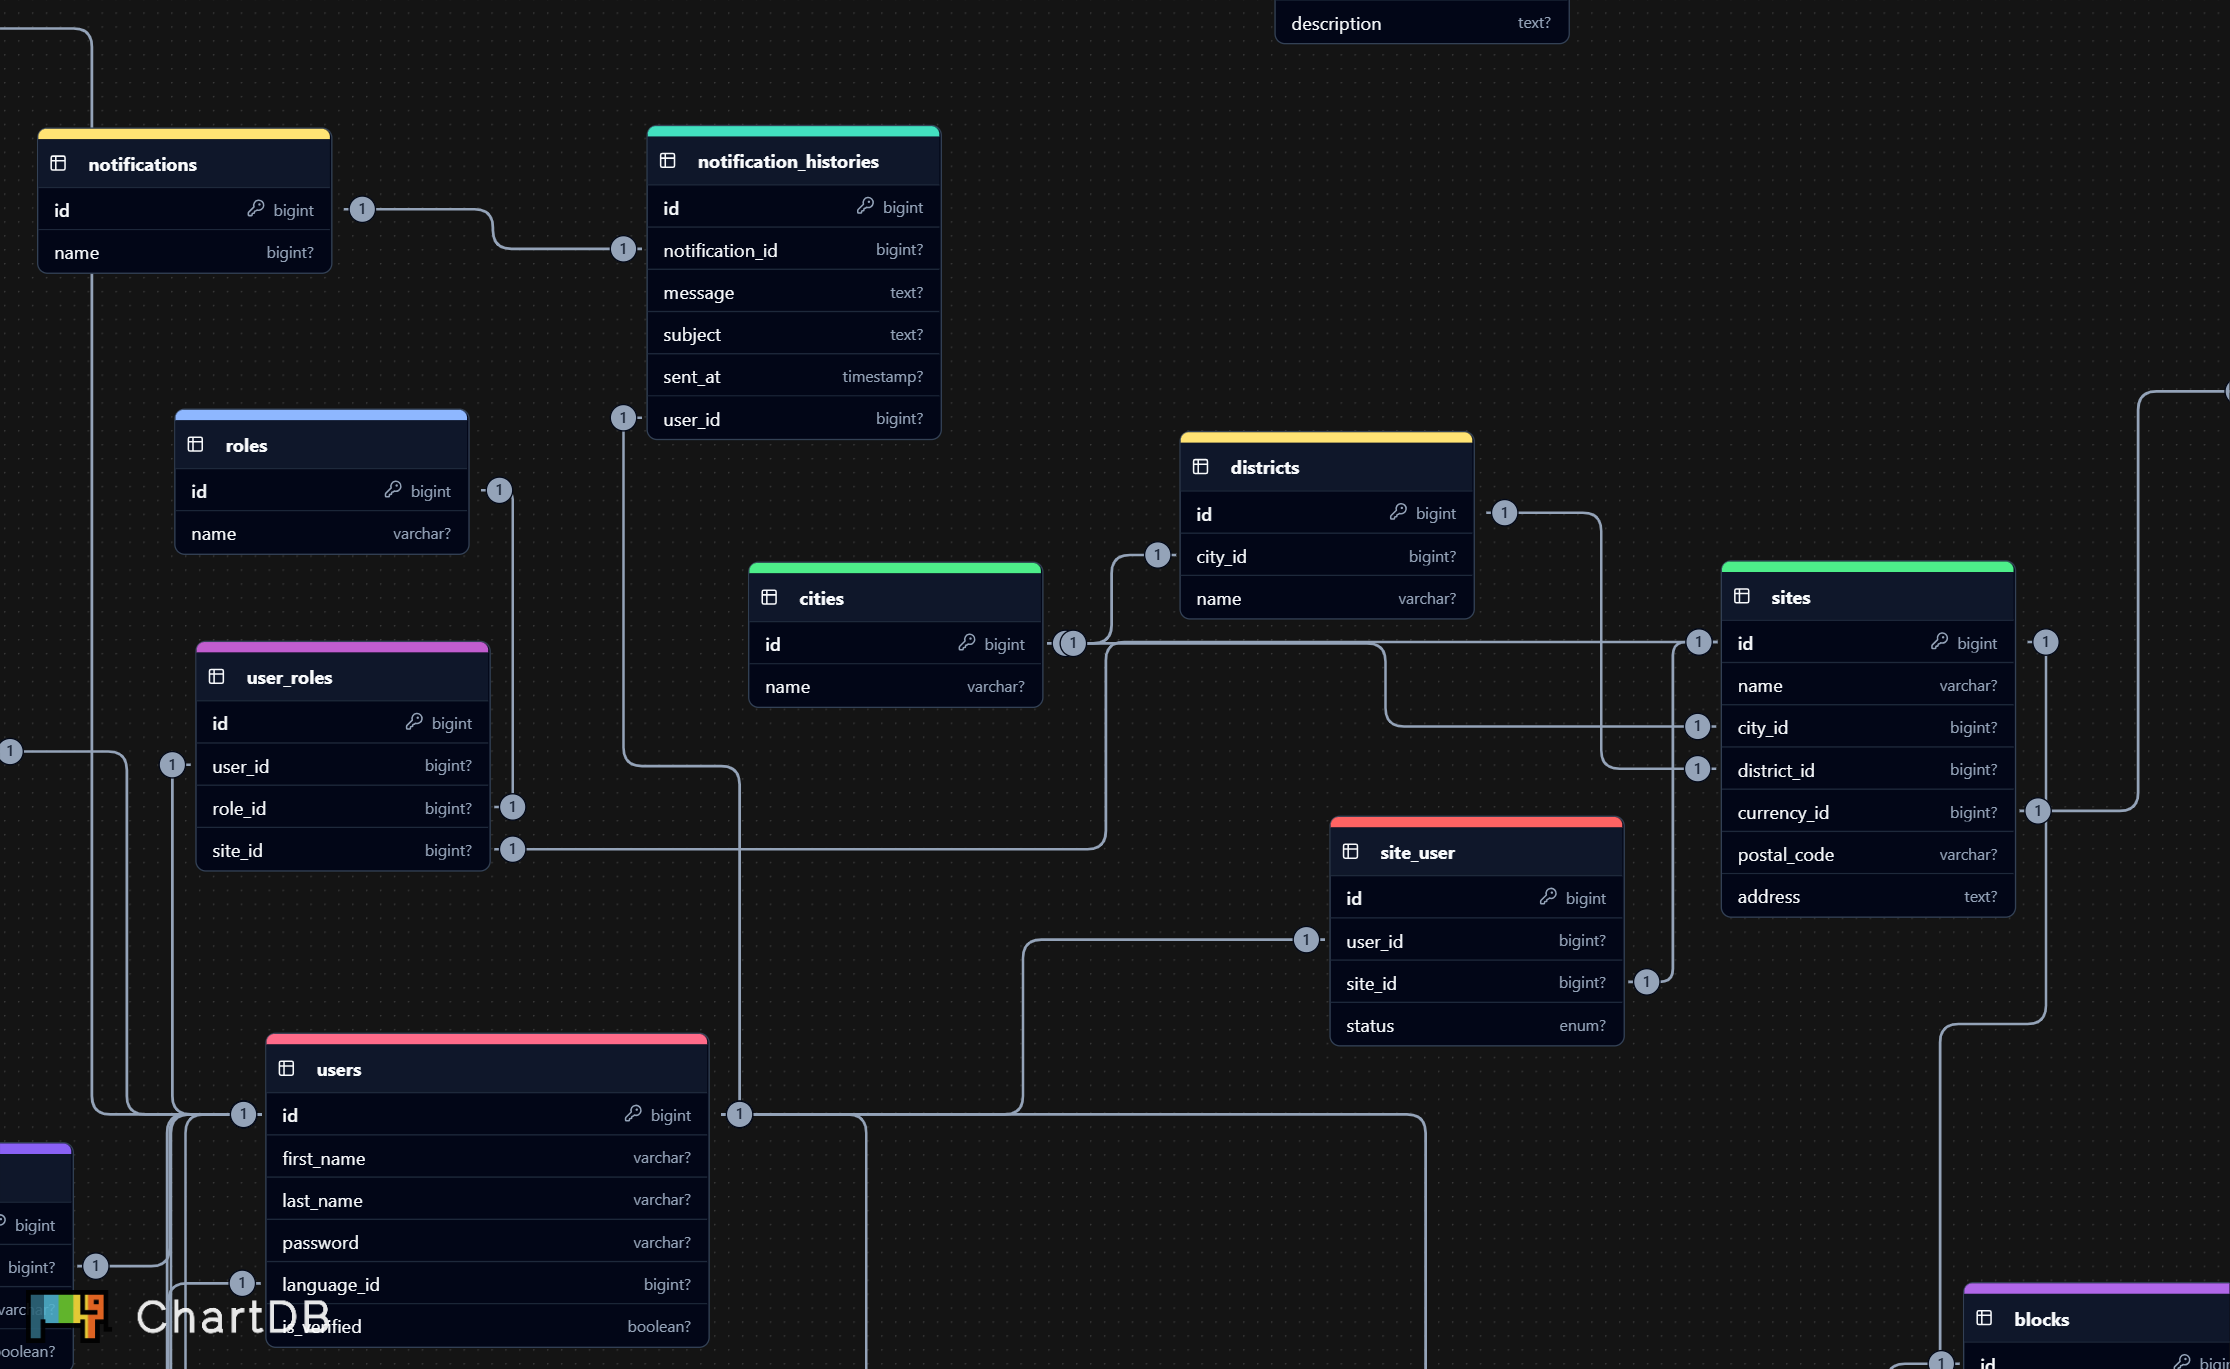 description text?
notifications
id bigint
name bigint?
notification_histories
id bigint
notification_id bigint?
message text?
subject text?
sent_at timestamp?
user_id bigint?
1
1
1
roles
id bigint
name varchar?
1
districts
id bigint
city_id bigint?
name varchar?
1
1
cities
id bigint
name varchar?
1
sites
id bigint
name varchar?
city_id bigint?
district_id bigint?
currency_id bigint?
postal_code varchar?
address text?
1
1
1
1
1
user_roles
id bigint
user_id bigint?
role_id bigint?
site_id bigint?
1
1
1
1
site_user
id bigint
user_id bigint?
site_id bigint?
status enum?
1
1
users
id bigint
first_name varchar?
last_name varchar?
password varchar?
language_id bigint?
is_verified boolean?
1
1
1
bigint
bigint?
1
ChartDB
blocks
id
1